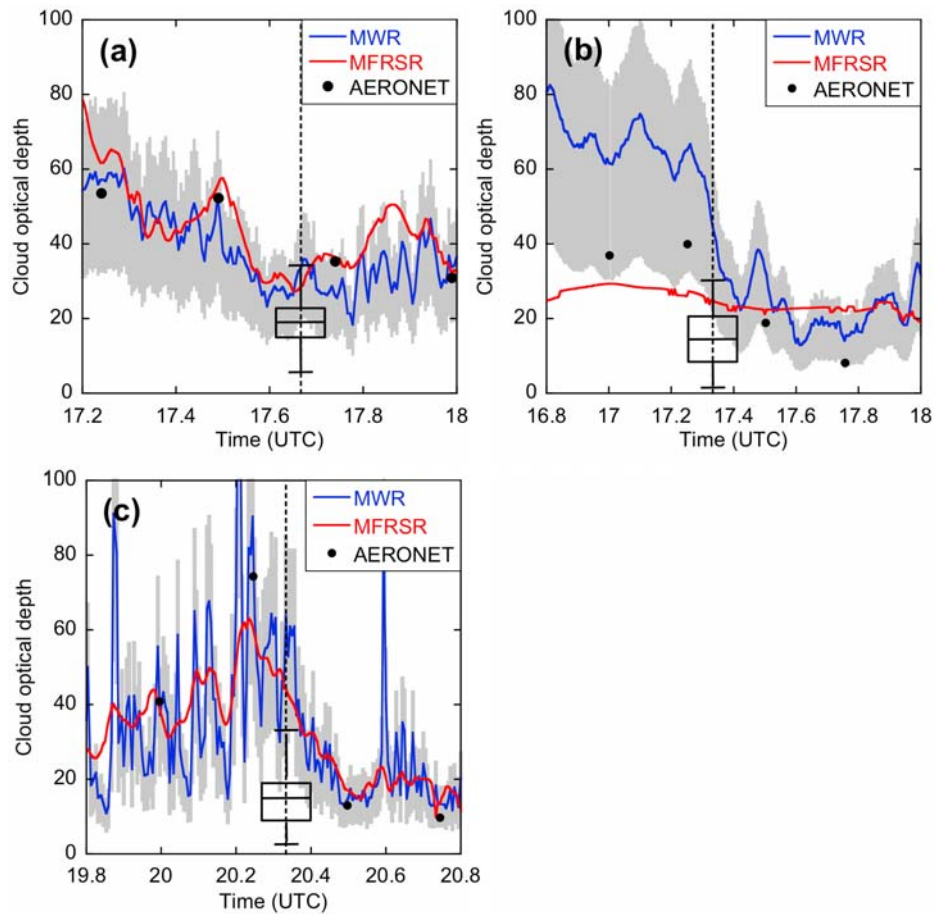 (a)
MWR
MFRSR
AERONET
Cloud optical depth
100
80
60
40
20
0
17.2 17.4 17.6 17.8 18
Time (UTC)
(b)
MWR
MFRSR
AERONET
Cloud optical depth
100
80
60
40
20
0
16.8 17 17.2 17.4 17.6 17.8 18
Time (UTC)
(c)
MWR
MFRSR
AERONET
Cloud optical depth
100
80
60
40
20
0
19.8 20 20.2 20.4 20.6 20.8
Time (UTC)